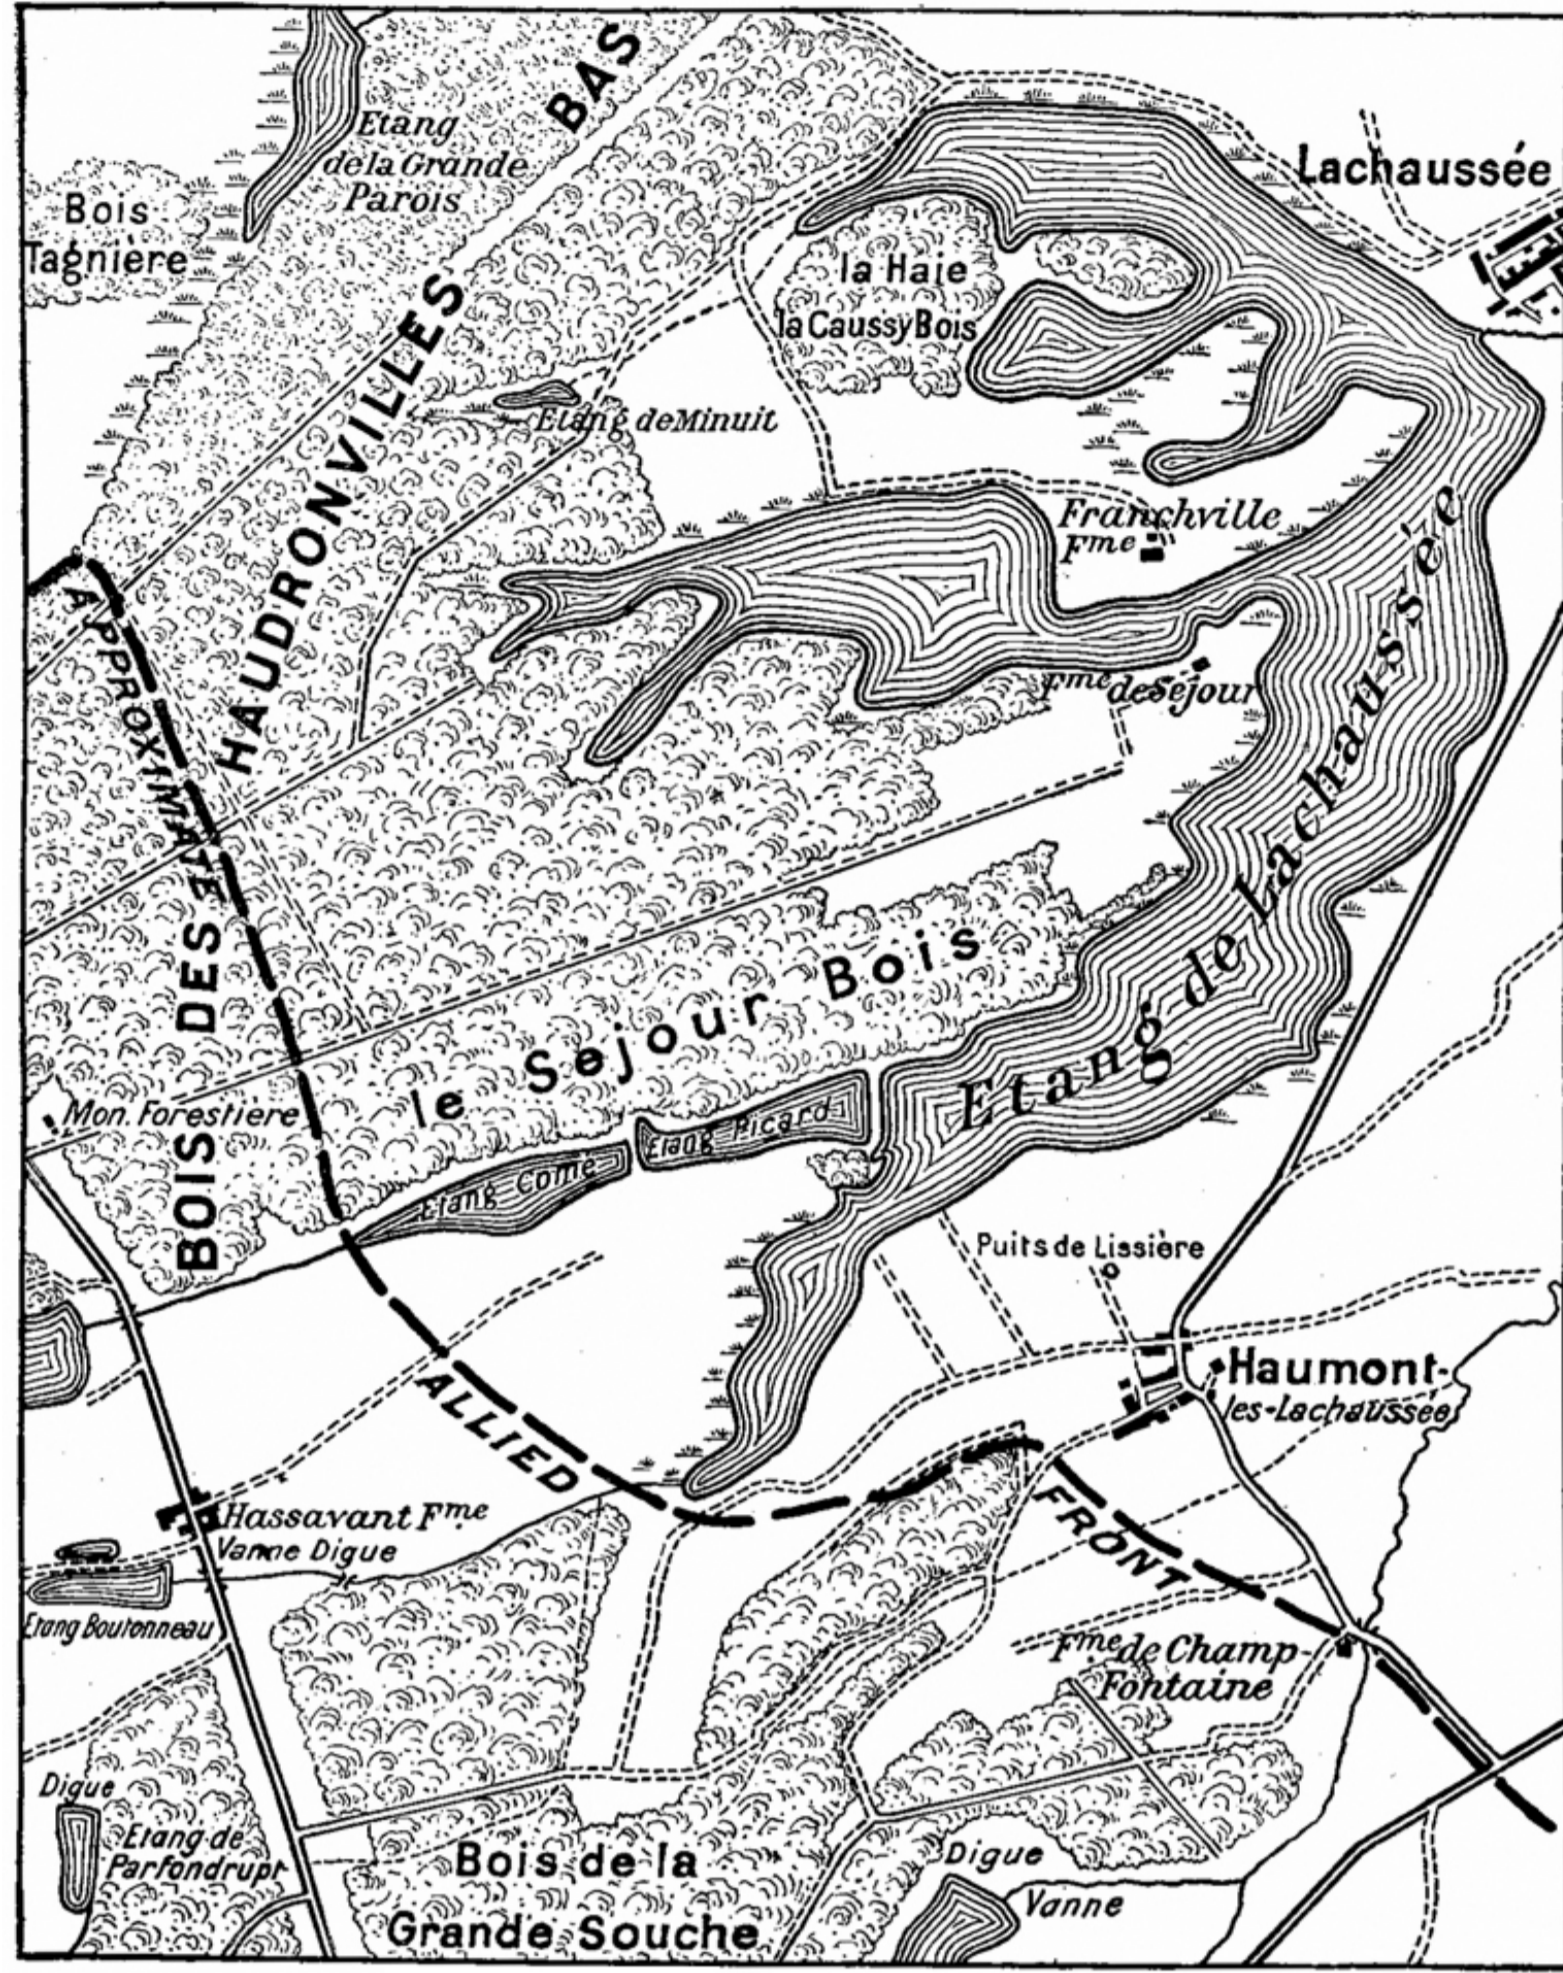 BAS
Etang
de la Grande
Parois
Lachaussée
Bois
Tagnière
la Haie
la Caussy Bois
Etang de Minuit
HAUDRONVILLES
Franchville
Fme
Fme de Séjour
APPROXIMATE
Etang de Lachaussée
le Sejour Bois
BOIS DES
Mon. Forestière
Etang Picard
Etang Come
Puits de Lissière
Haumont-
les-Lachaussée
ALLIED
FRONT
Hassavant Fme
Vanne Digue
Etang Boutonneau
Fme de Champ-
Fontaine
Digue
Etang de
Parfondrupt
Bois de la
Grande Souche
Digue
Vanne